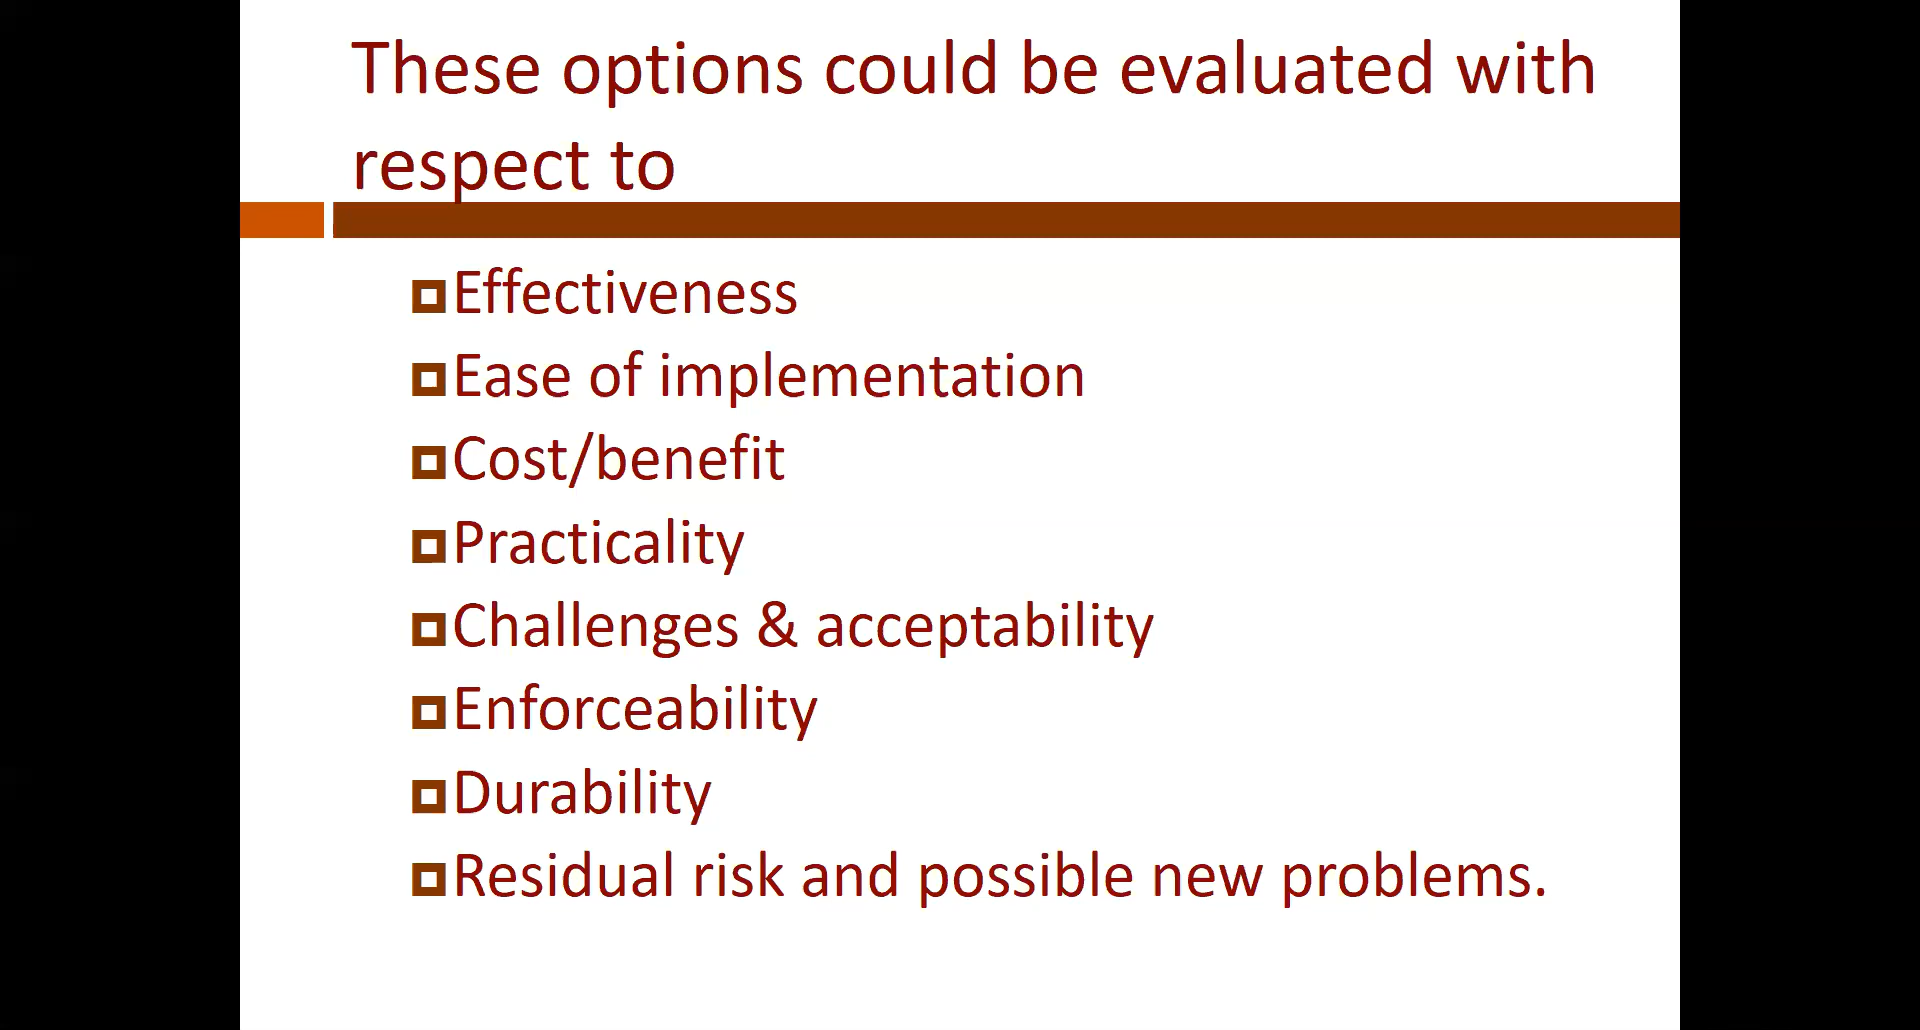 These options could be evaluated with
respect to
Effectiveness
Ease of implementation
Cost/benefit
Practicality
Challenges & acceptability
Enforceability
Durability
Residual risk and possible new problems.